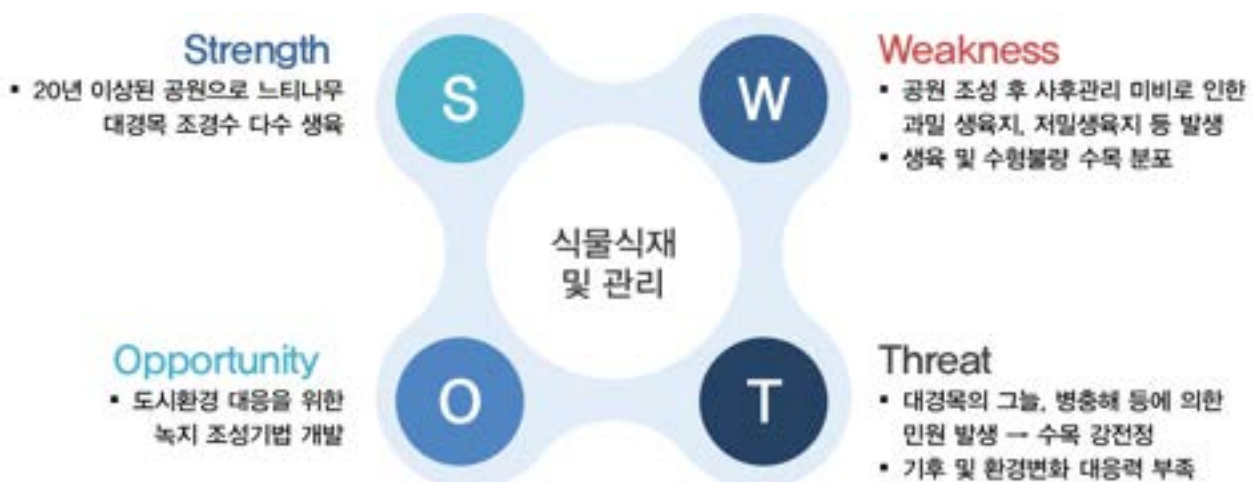 Strength
▪ 20년 이상된 공원으로 느티나무
대경목 조경수 다수 생육
S
W
Weakness
▪ 공원 조성 후 사후관리 미비로 인한
과밀 생육지, 저밀생육지 등 발생
▪ 생육 및 수형불량 수목 분포
식물식재
및 관리
Opportunity
▪ 도시환경 대응을 위한
녹지 조성기법 개발
O
T
Threat
▪ 대경목의 그늘, 병충해 등에 의한
민원 발생 → 수목 강전정
▪ 기후 및 환경변화 대응력 부족